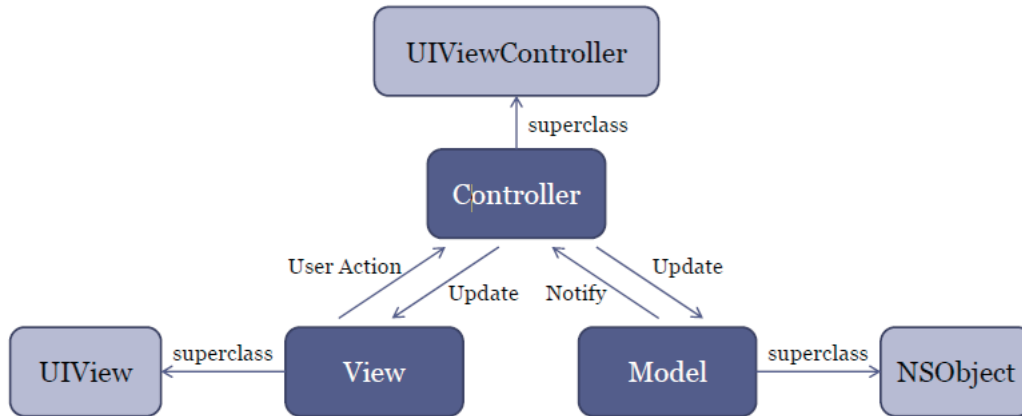 UIViewController
superclass
Controller
User Action
Update
Update
Notify
UIView
superclass
View
Model
superclass
NSObject